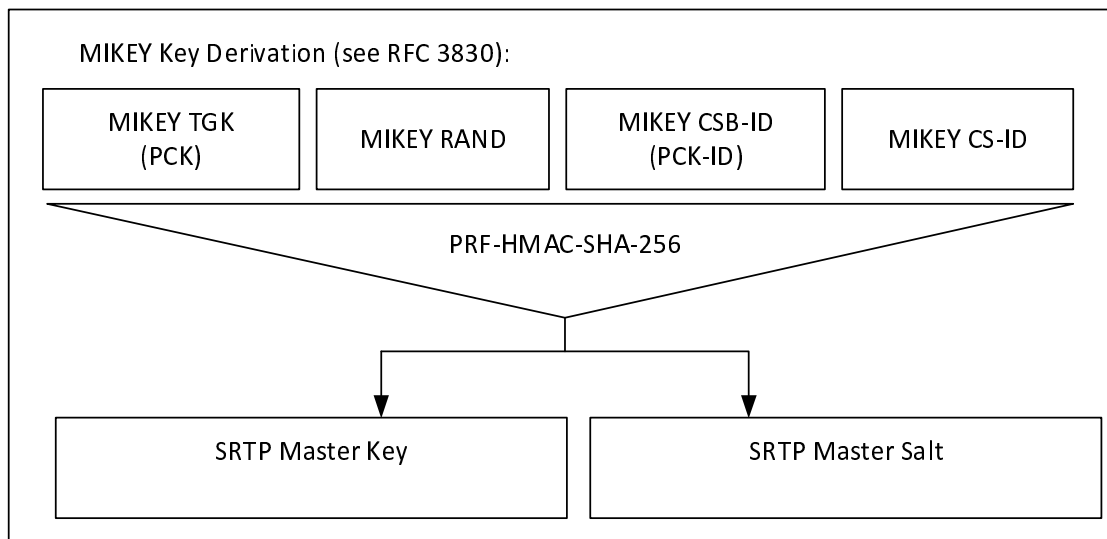 MIKEY Key Derivation (see RFC 3830):
MIKEY TGK
(PCK)
MIKEY RAND
MIKEY CSB-ID
(PCK-ID)
MIKEY CS-ID
PRF-HMAC-SHA-256
SRTP Master Key
SRTP Master Salt